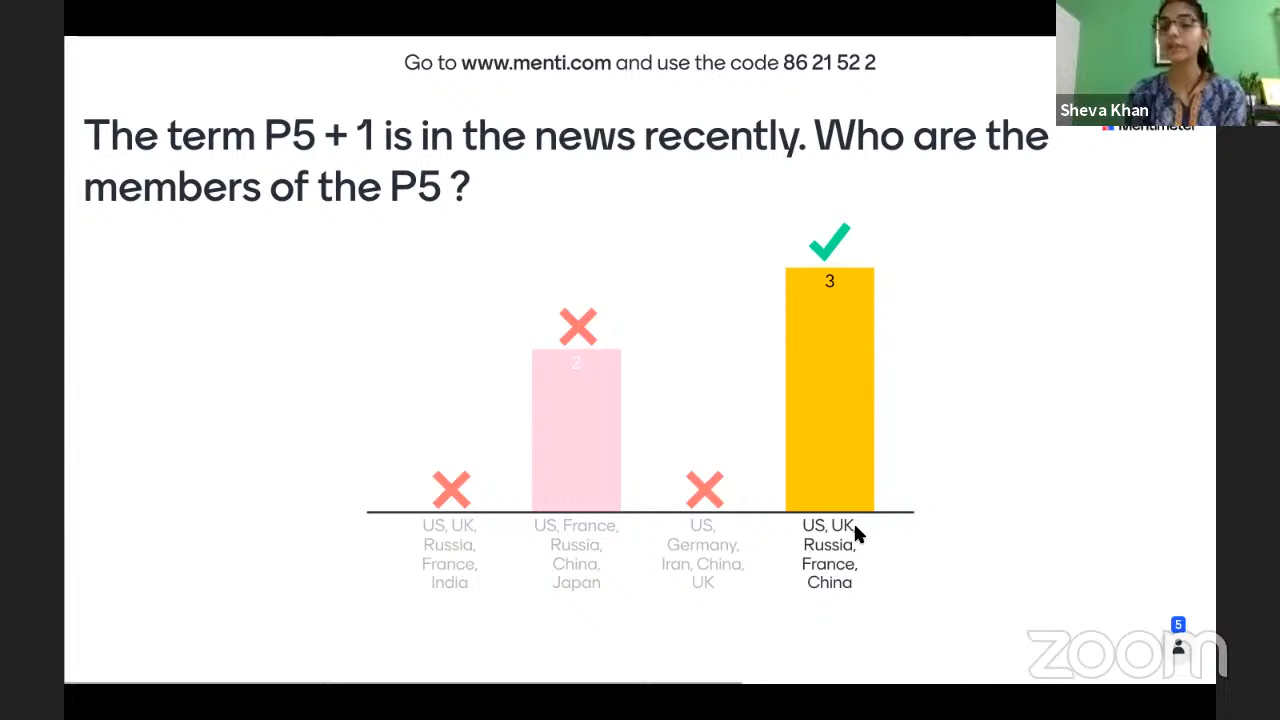 Go to www.menti.com and use the code 86 21 52 2
Sheva Khan
Mentimeter
The term P5 + 1 is in the news recently. Who are the
members of the P5 ?
3
2
US, UK,
Russia,
France,
India
US, France,
Russia,
China,
Japan
US,
Germany,
Iran, China,
UK
US, UK,
Russia,
France,
China
5
zoom